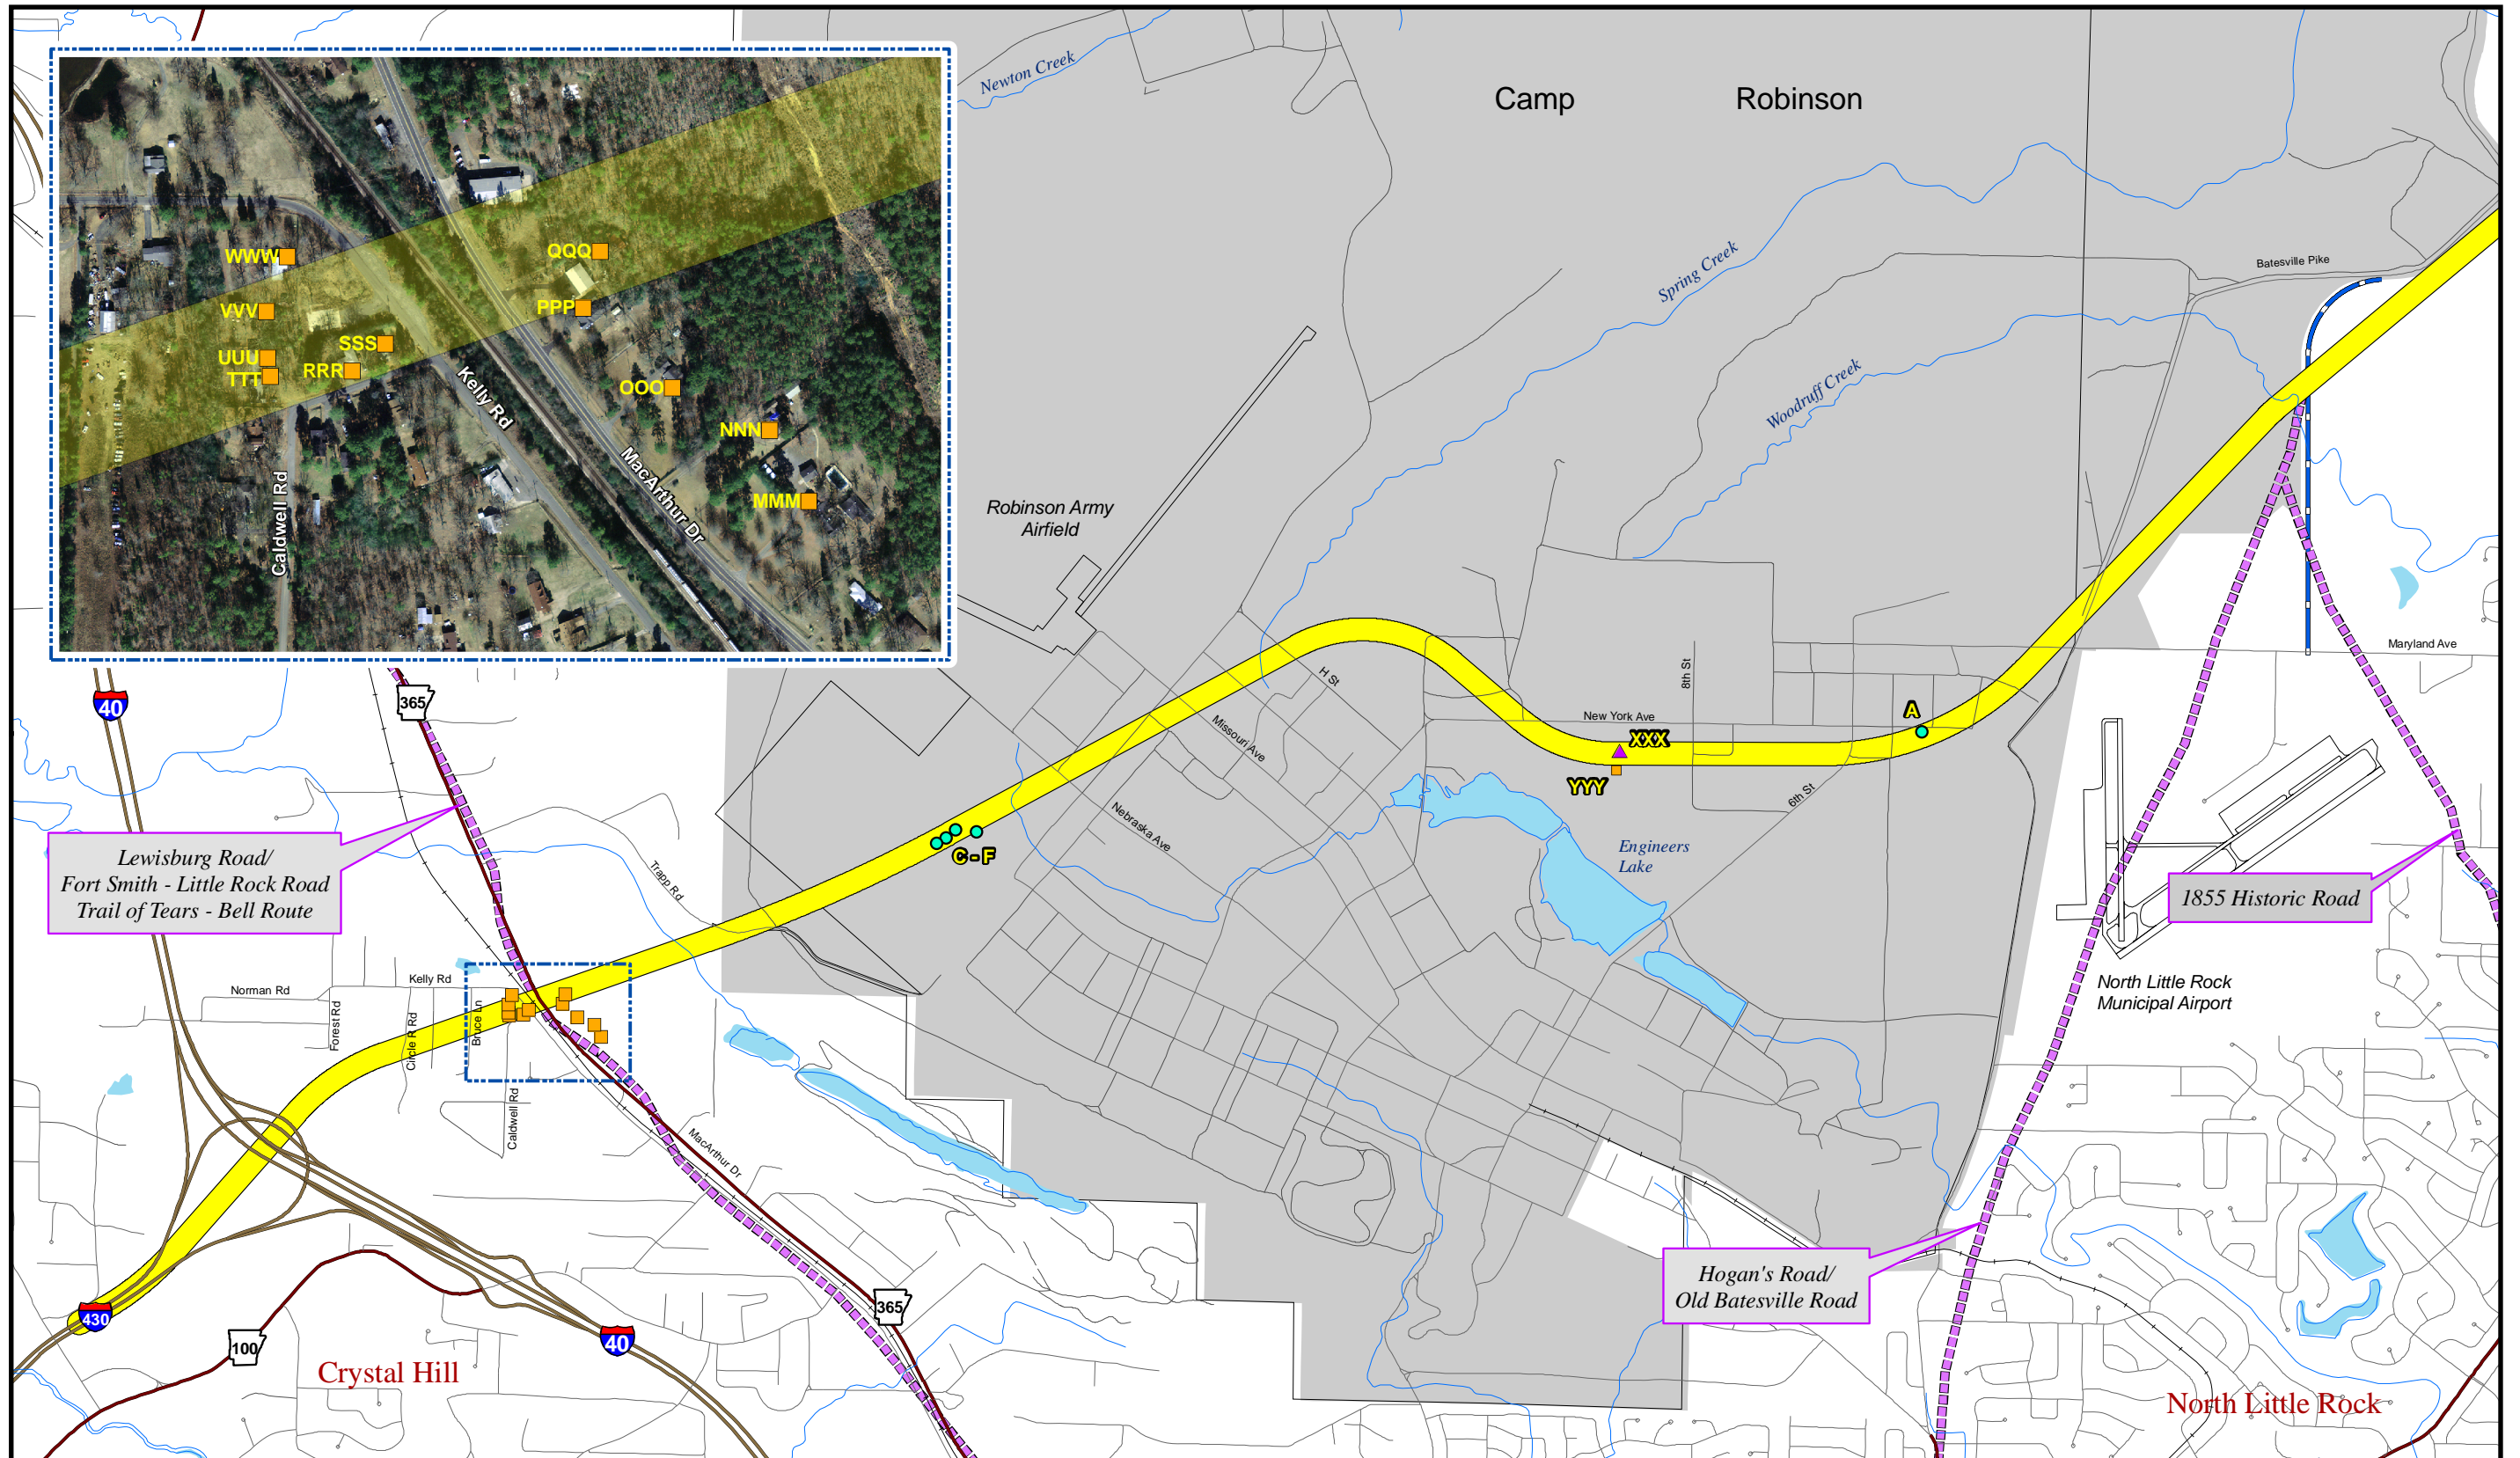 Camp Robinson
Newton Creek
Spring Creek
Woodruff Creek
Batesville Pike
WWW
VVV
UUU
TTT
SSS
RRR
QQQ
PPP
OOO
NNN
MMM
Kelly Rd
MacArthur Dr
Caldwell Rd
Robinson Army
Airfield
Maryland Ave
40
365
H St
8th St
New York Ave
Missouri Ave
A
XXX
YYY
6th St
Nebraska Ave
C - F
Engineers
Lake
Trapp Rd
Lewisburg Road/
Fort Smith - Little Rock Road
Trail of Tears - Bell Route
1855 Historic Road
North Little Rock
Municipal Airport
Norman Rd
Kelly Rd
Forest Rd
Circle R Rd
Bruce Ln
Caldwell Rd
MacArthur Dr
Hogan's Road/
Old Batesville Road
430
100
40
365
Crystal Hill
North Little Rock